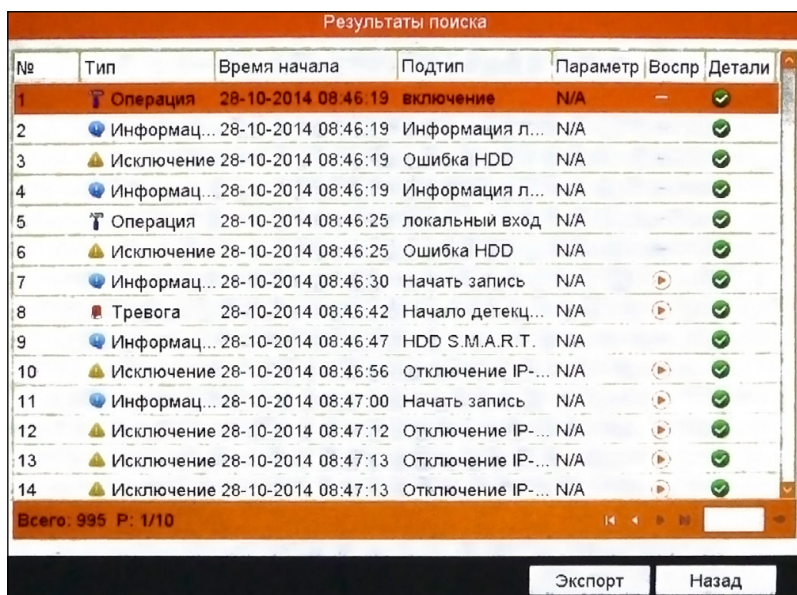 Результаты поиска
№ Тип Время начала Подтип Параметр Воспр Детали
1 Операция 28-10-2014 08:46:19 включение N/A —
2 Информац... 28-10-2014 08:46:19 Информация л... N/A –
3 Исключение 28-10-2014 08:46:19 Ошибка HDD N/A –
4 Информац... 28-10-2014 08:46:19 Информация л... N/A –
5 Операция 28-10-2014 08:46:25 локальный вход N/A –
6 Исключение 28-10-2014 08:46:25 Ошибка HDD N/A –
7 Информац... 28-10-2014 08:46:30 Начать запись N/A
8 Тревога 28-10-2014 08:46:42 Начало детекц... N/A
9 Информац... 28-10-2014 08:46:47 HDD S.M.A.R.T. N/A –
10 Исключение 28-10-2014 08:46:56 Отключение IP-... N/A
11 Информац... 28-10-2014 08:47:00 Начать запись N/A
12 Исключение 28-10-2014 08:47:12 Отключение IP-... N/A
13 Исключение 28-10-2014 08:47:13 Отключение IP-... N/A
14 Исключение 28-10-2014 08:47:13 Отключение IP-... N/A
Всего: 995 P: 1/10
Экспорт Назад